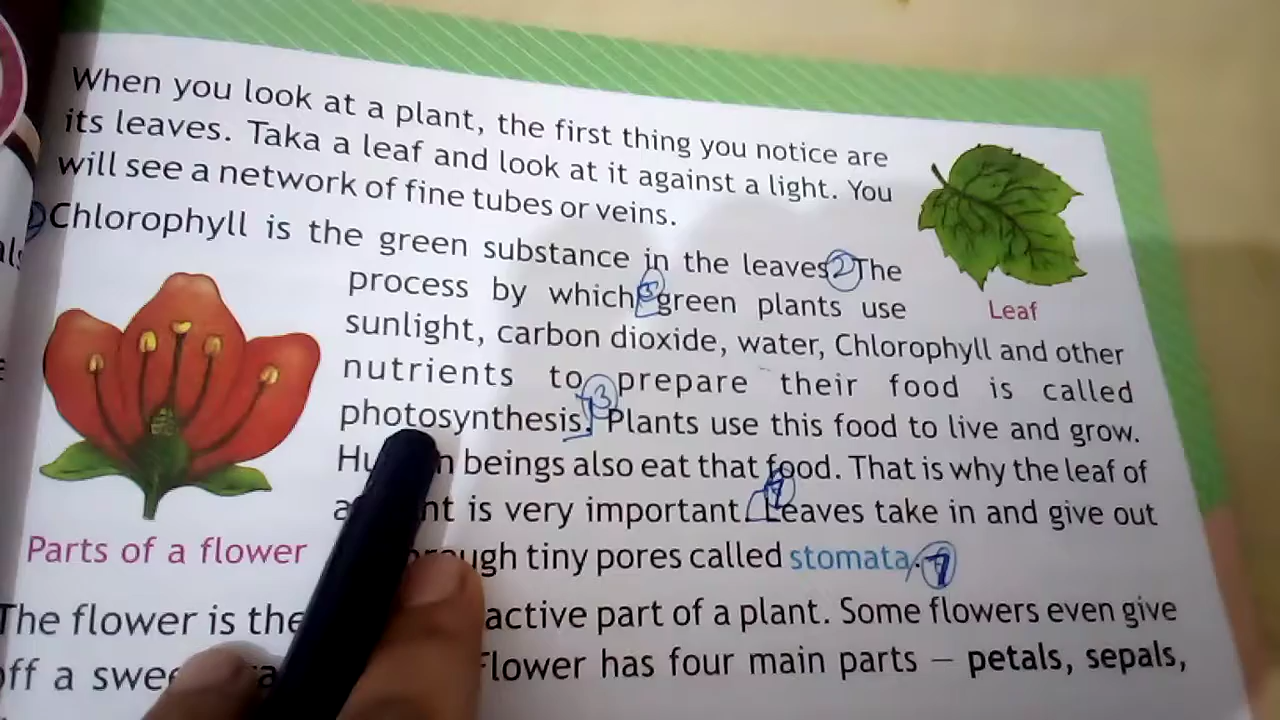 When you look at a plant, the first thing you notice are
its leaves. Taka a leaf and look at it against a light. You
will see a network of fine tubes or veins.
Chlorophyll is the green substance in the leaves ② The
process by which green plants use
sunlight, carbon dioxide, water, Chlorophyll and other
nutrients to prepare their food is called
photosynthesis. ③ Plants use this food to live and grow.
beings also eat that food. That is why the leaf of
is very important. Leaves take in and give out
tiny pores called stomata.
Leaf
Parts of a flower
The flower is the active part of a plant. Some flowers even give
off a Flower has four main parts – petals, sepals,